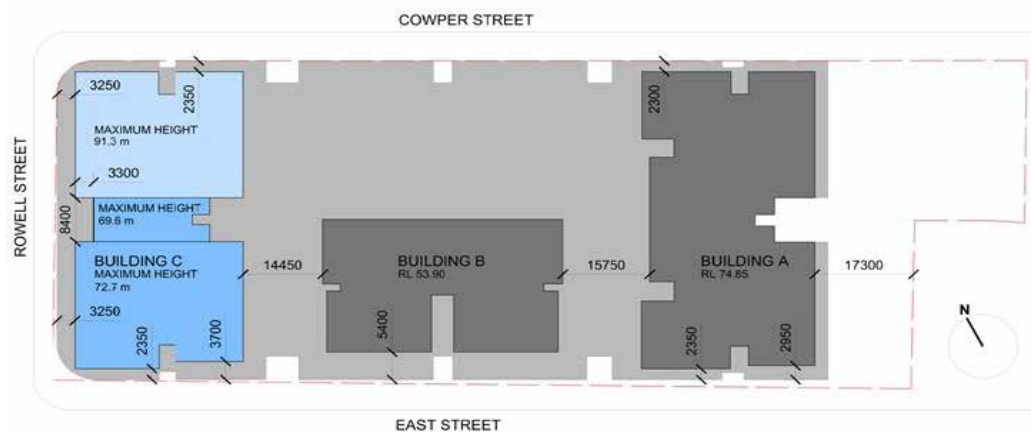 COWPER STREET
3250
2350
2300
MAXIMUM HEIGHT
91.3 m
3300
ROWELL STREET
8400
MAXIMUM HEIGHT
69.6 m
BUILDING C
MAXIMUM HEIGHT
72.7 m
14450
BUILDING B
RL 53.90
15750
BUILDING A
RL 74.85
17300
3250
2350
3700
5400
2350
2950
N
EAST STREET